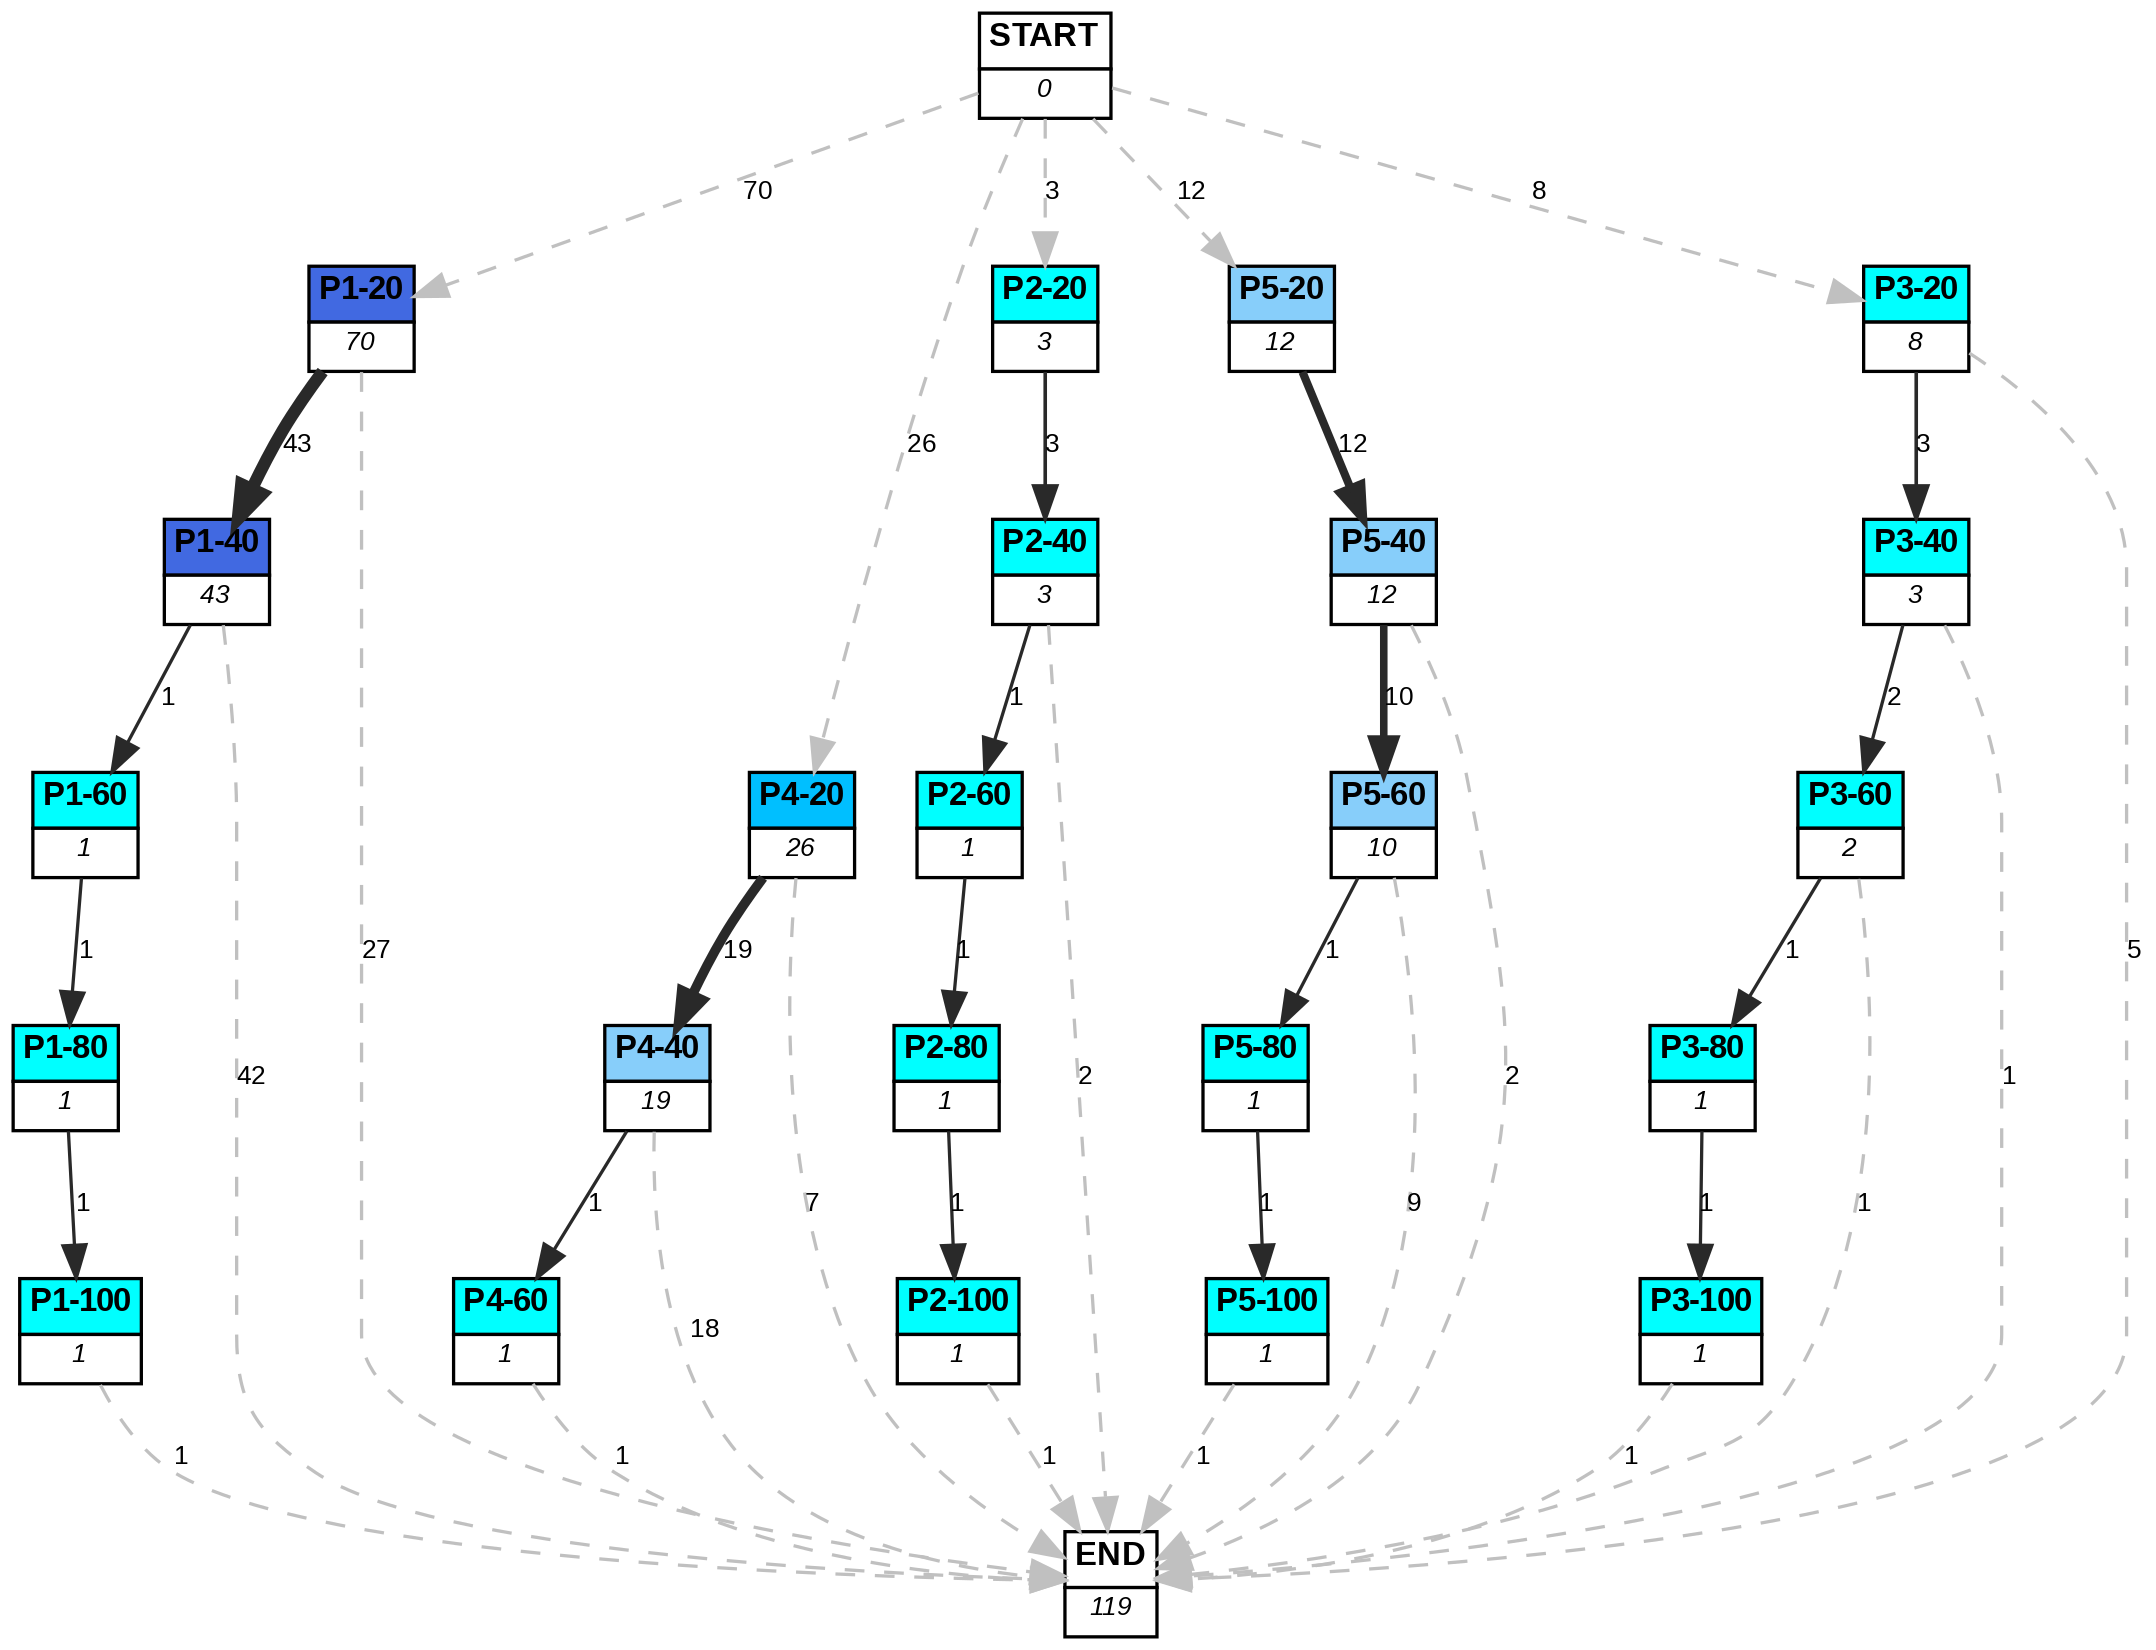 START
0
70
3
12
8
P1-20
70
P2-20
3
P5-20
12
P3-20
8
43
26
3
12
3
P1-40
43
P2-40
3
P5-40
12
P3-40
3
1
1
10
2
P1-60
1
P4-20
26
P2-60
1
P5-60
10
P3-60
2
1
27
19
1
1
1
5
P1-80
1
42
P4-40
19
P2-80
1
2
P5-80
1
2
P3-80
1
1
1
1
7
1
1
9
1
1
P1-100
1
P4-60
1
18
P2-100
1
P5-100
1
P3-100
1
1
1
1
1
1
END
119